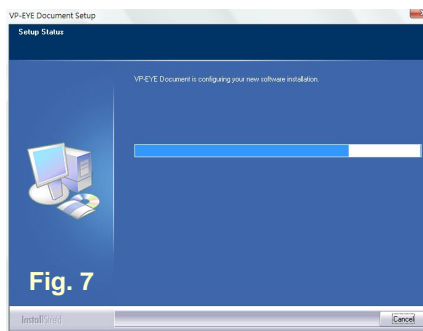 VP-EYE Document Setup
Setup Status
VP-EYE Document is configuring your new software installation.
Fig. 7
InstallShield
Cancel